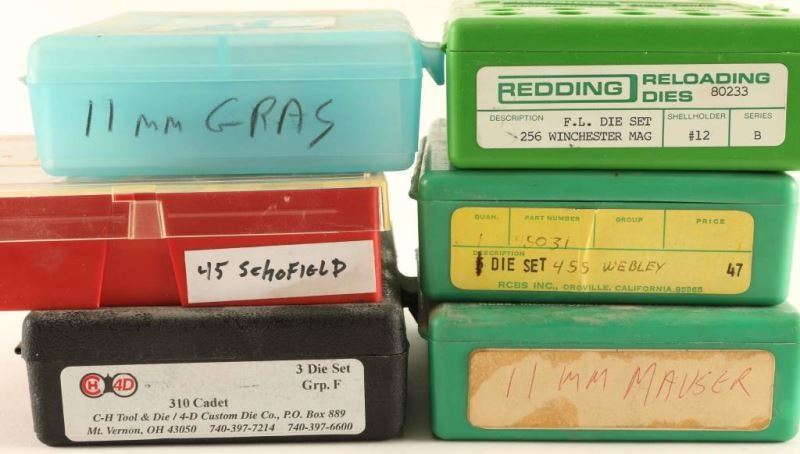 11 mm GRAS
REDDING RELOADING DIES 80233
DESCRIPTION F.L. DIE SET 256 WINCHESTER MAG
SHELLHOLDER #12
SERIES B
45 SCHOFIELD
QUAN. PART NUMBER GROUP PRICE
5031
DESCRIPTION
DIE SET 455 WEBLEY 47
RCBS INC., OROVILLE, CALIFORNIA 95965
CH 4D
3 Die Set
Grp. F
310 Cadet
C-H Tool & Die / 4-D Custom Die Co., P.O. Box 889
Mt. Vernon, OH 43050 740-397-7214 740-397-6600
11 mm MAUSER